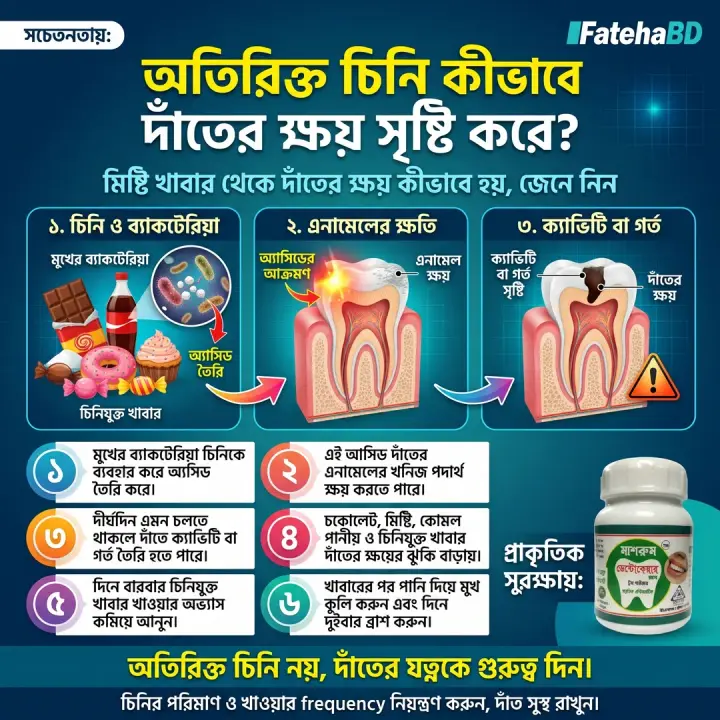 সচেতনতায়:
FatehaBD
অতিরিক্ত চিনি কীভাবে
দাঁতের ক্ষয় সৃষ্টি করে?
মিষ্টি খাবার থেকে দাঁতের ক্ষয় কীভাবে হয়, জেনে নিন
১. চিনি ও ব্যাকটেরিয়া
মুখের ব্যাকটেরিয়া
অ্যাসিড
তৈরি
চিনিযুক্ত খাবার
২. এনামেলের ক্ষতি
অ্যাসিডের
আক্রমণ
এনামেল
ক্ষয়
৩. ক্যাভিটি বা গর্ত
ক্যাভিটি
বা গর্ত
সৃষ্টি
দাঁতের
ক্ষয়
১
মুখের ব্যাকটেরিয়া চিনিকে
ব্যবহার করে অ্যসিড
তৈরি করে।
২
এই আসিড দাঁতের
এনামেলের খনিজ পদার্থ
ক্ষয় করতে পারে।
৩
দীর্ঘদিন এমন চলতে
থাকলে দাঁতে ক্যাভিটি বা
গর্ত তৈরি হতে পারে।
৪
চকোলেট, মিষ্টি, কোমল
পানীয় ও চিনিযুক্ত খাবার
দাঁতের ক্ষয়ের ঝুঁকি বাড়ায়।
৫
দিনে বারবার চিনিযুক্ত
খাবার খাওয়ার অভ্যাস
কমিয়ে আনুন।
৬
খাবারের পর পানি দিয়ে মুখ
কুলি করুন এবং দিনে
দুইবার ব্রাশ করুন।
প্রাকৃতিক
সুরক্ষায়:
মাশরুম
ডেন্টোকেয়ার
টুথ পাউডার
অতিরিক্ত চিনি নয়, দাঁতের যত্নকে গুরুত্ব দিন।
চিনির পরিমাণ ও খাওয়ার frequency নিয়ন্ত্রণ করুন, দাঁত সুস্থ রাখুন।